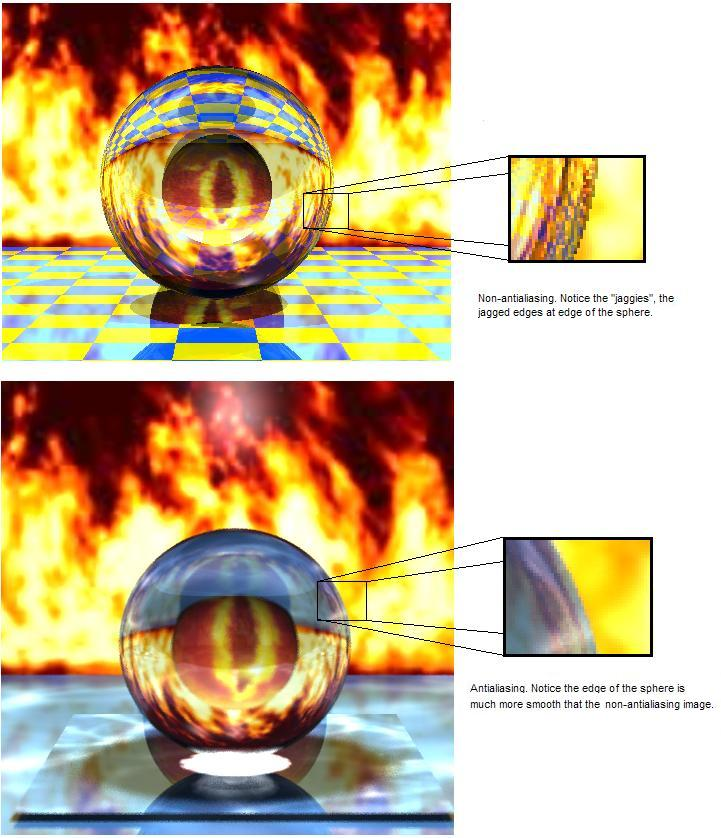 Non-antialiasing. Notice the "jaggies", the
jagged edges at edge of the sphere.
Antialiasing. Notice the edge of the sphere is
much more smooth that the non-antialiasing image.